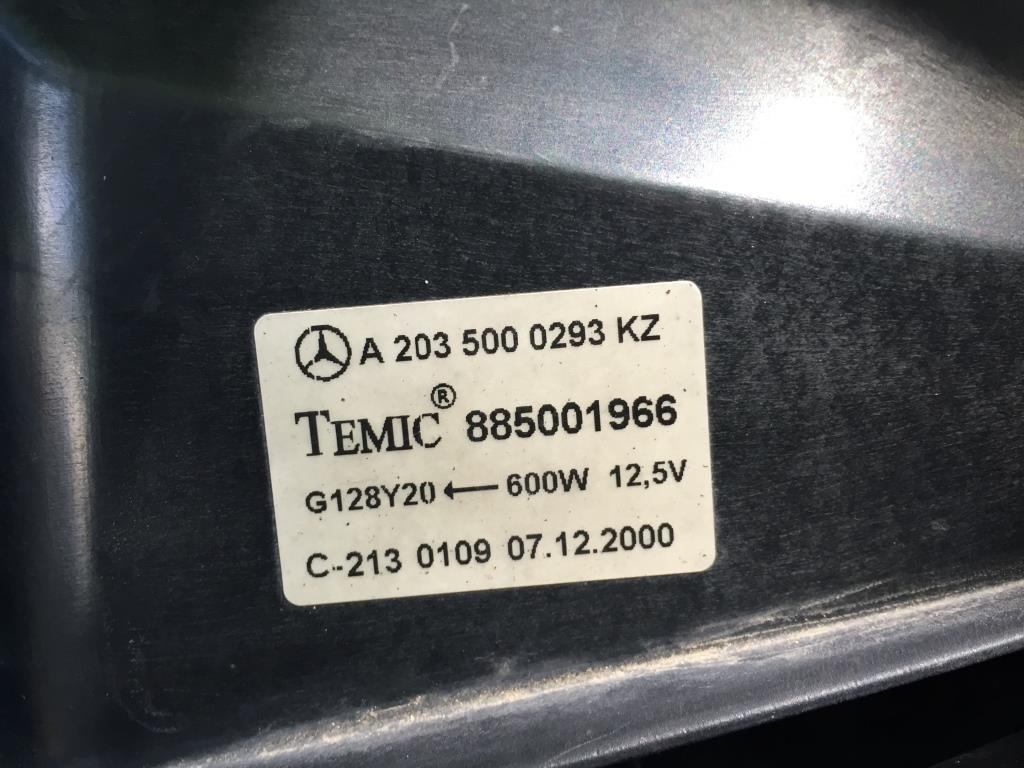 A 203 500 0293 KZ
TEMIC® 885001966
G128Y20 ← 600W 12,5V
C-213 0109 07.12.2000